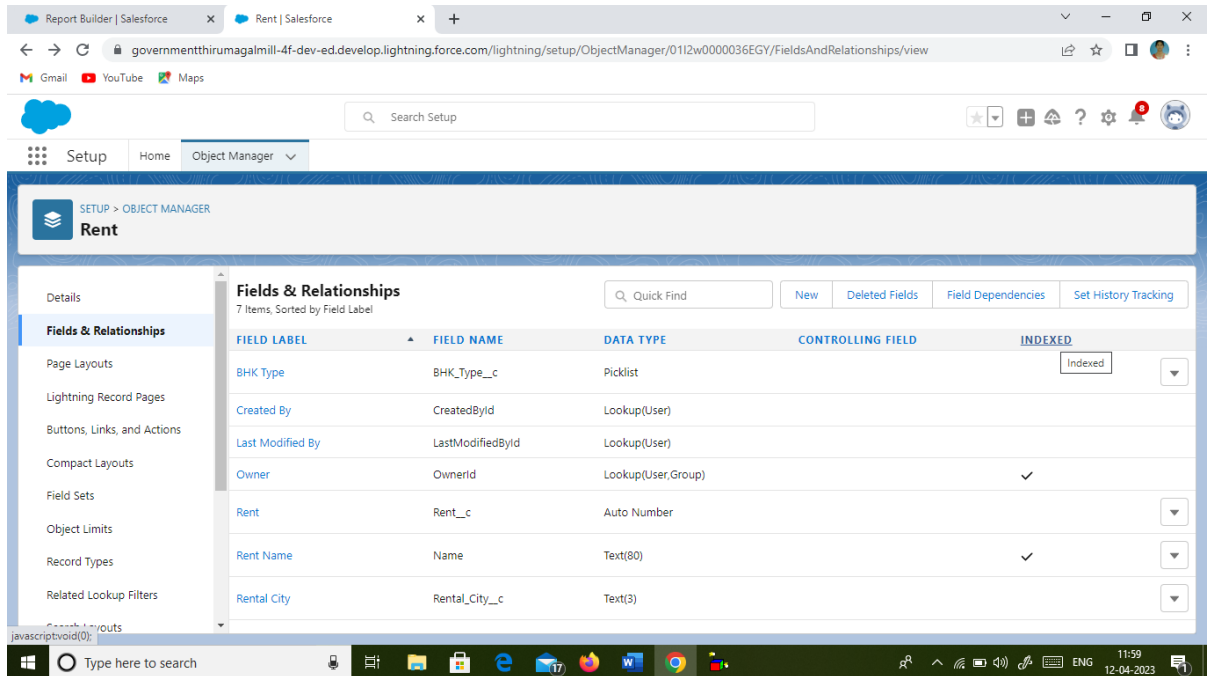 Report Builder | Salesforce
Rent | Salesforce
governmentthirumagalmill-4f-dev-ed.develop.lightning.force.com/lightning/setup/ObjectManager/01I2w0000036EGY/FieldsAndRelationships/view
Gmail YouTube Maps
Search Setup
8
Setup Home Object Manager
SETUP > OBJECT MANAGER
Rent
Details
Fields & Relationships
Page Layouts
Lightning Record Pages
Buttons, Links, and Actions
Compact Layouts
Field Sets
Object Limits
Record Types
Related Lookup Filters
Search Layouts
Fields & Relationships
7 Items, Sorted by Field Label
Quick Find
New Deleted Fields Field Dependencies Set History Tracking
FIELD LABEL FIELD NAME DATA TYPE CONTROLLING FIELD INDEXED
Indexed
BHK Type BHK_Type__c Picklist
Created By CreatedById Lookup(User)
Last Modified By LastModifiedById Lookup(User)
Owner OwnerId Lookup(User,Group)
Rent Rent__c Auto Number
Rent Name Name Text(80)
Rental City Rental_City__c Text(3)
javascript:void(0);
Type here to search
17
ENG
11:59
12-04-2023
1